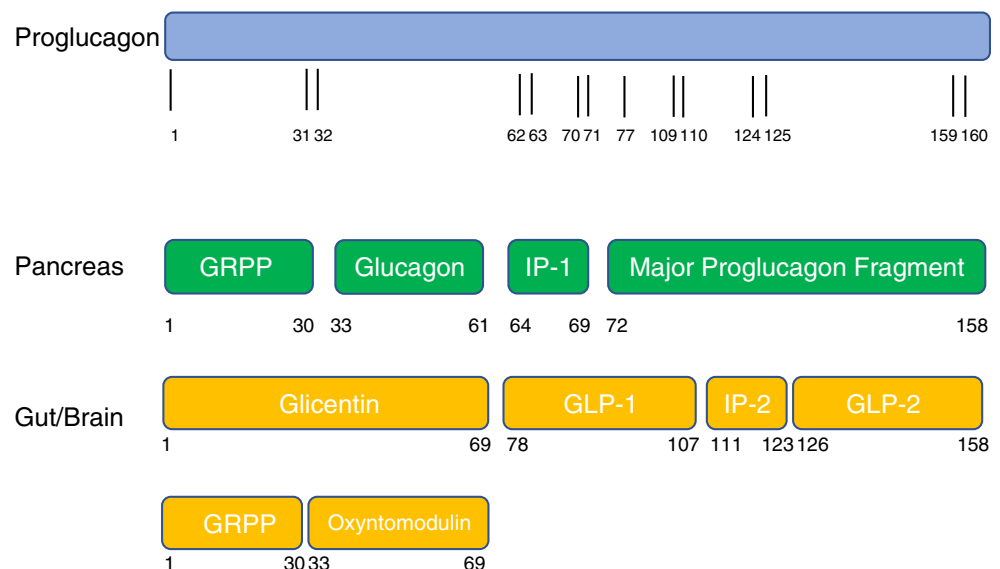 Proglucagon
1 31 32 62 63 70 71 77 109 110 124 125 159 160
Pancreas GRPP Glucagon IP-1 Major Proglucagon Fragment
1 30 33 61 64 69 72 158
Gut/Brain Glicentin GLP-1 IP-2 GLP-2
1 69 78 107 111 123 126 158
GRPP Oxyntomodulin
1 30 33 69